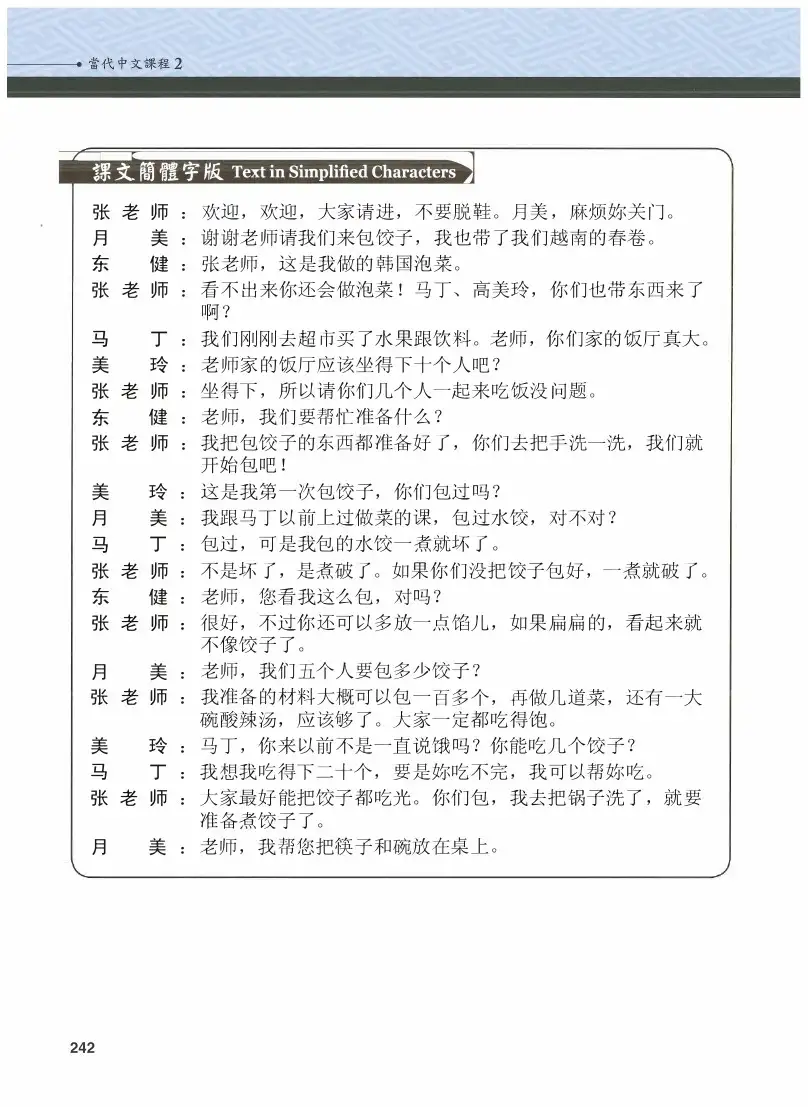 當代中文課程 2
課文簡體字版 Text in Simplified Characters
张老师：欢迎，欢迎，大家请进，不要脱鞋。月美，麻烦妳关门。
月美：谢谢老师请我们来包饺子，我也带了我们越南的春卷。
东健：张老师，这是我做的韩国泡菜。
张老师：看不出来你还会做泡菜！马丁、高美玲，你们也带东西来了
啊？
马丁：我们刚刚去超市买了水果跟饮料。老师，你们家的饭厅真大。
美玲：老师家的饭厅应该坐得下十个人吧？
张老师：坐得下，所以请你们几个人一起来吃饭没问题。
东健：老师，我们要帮忙准备什么？
张老师：我把包饺子的东西都准备好了，你们去把手洗一洗，我们就
开始包吧！
美玲：这是我第一次包饺子，你们包过吗？
月美：我跟马丁以前上过做菜的课，包过水饺，对不对？
马丁：包过，可是我包的水饺一煮就坏了。
张老师：不是坏了，是煮破了。如果你们没把饺子包好，一煮就破了。
东健：老师，您看我这么包，对吗？
张老师：很好，不过你还可以多放一点馅儿，如果扁扁的，看起来就
不像饺子了。
月美：老师，我们五个人要包多少饺子？
张老师：我准备的材料大概可以包一百多个，再做几道菜，还有一大
碗酸辣汤，应该够了。大家一定都吃得饱。
美玲：马丁，你来以前不是一直说饿吗？你能吃几个饺子？
马丁：我想我吃得下二十个，要是妳吃不完，我可以帮妳吃。
张老师：大家最好能把饺子都吃光。你们包，我去把锅子洗了，就要
准备煮饺子了。
月美：老师，我帮您把筷子和碗放在桌上。
242